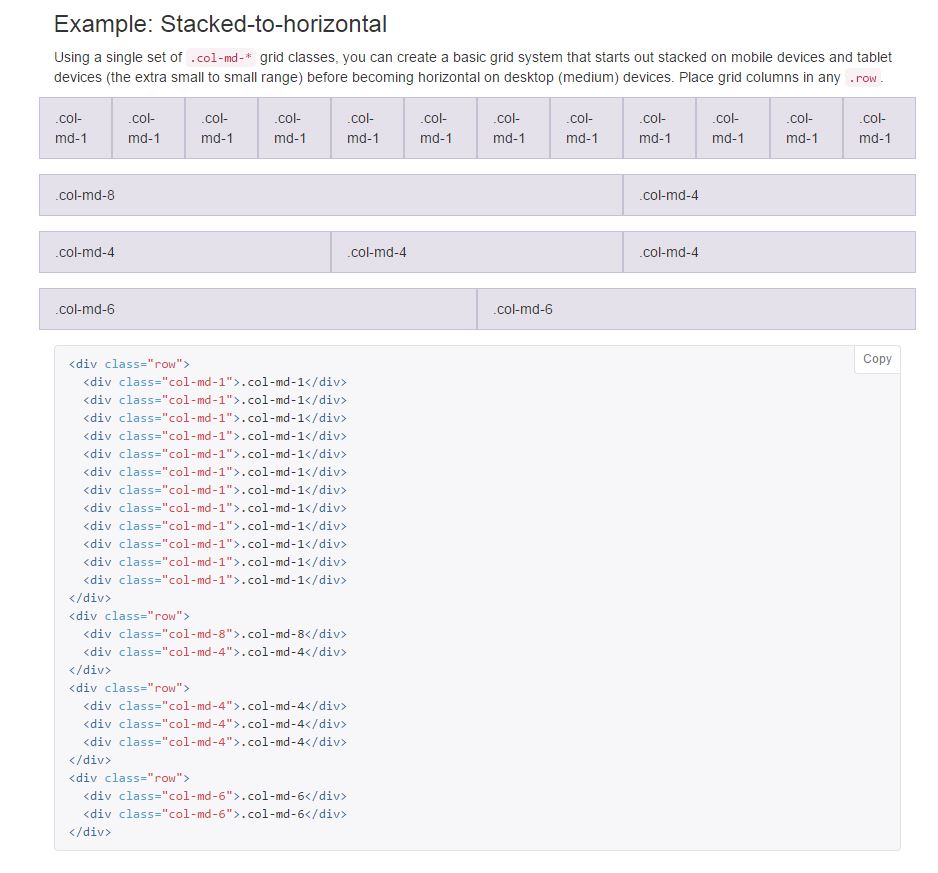 Example: Stacked-to-horizontal
Using a single set of .col-md-* grid classes, you can create a basic grid system that starts out stacked on mobile devices and tablet
devices (the extra small to small range) before becoming horizontal on desktop (medium) devices. Place grid columns in any .row.
.col- .col- .col- .col- .col- .col- .col- .col- .col- .col- .col- .col-
md-1 md-1 md-1 md-1 md-1 md-1 md-1 md-1 md-1 md-1 md-1 md-1
.col-md-8 .col-md-4
.col-md-4 .col-md-4 .col-md-4
.col-md-6 .col-md-6
Copy
<div class="row">
  <div class="col-md-1">.col-md-1</div>
  <div class="col-md-1">.col-md-1</div>
  <div class="col-md-1">.col-md-1</div>
  <div class="col-md-1">.col-md-1</div>
  <div class="col-md-1">.col-md-1</div>
  <div class="col-md-1">.col-md-1</div>
  <div class="col-md-1">.col-md-1</div>
  <div class="col-md-1">.col-md-1</div>
  <div class="col-md-1">.col-md-1</div>
  <div class="col-md-1">.col-md-1</div>
  <div class="col-md-1">.col-md-1</div>
  <div class="col-md-1">.col-md-1</div>
</div>
<div class="row">
  <div class="col-md-8">.col-md-8</div>
  <div class="col-md-4">.col-md-4</div>
</div>
<div class="row">
  <div class="col-md-4">.col-md-4</div>
  <div class="col-md-4">.col-md-4</div>
  <div class="col-md-4">.col-md-4</div>
</div>
<div class="row">
  <div class="col-md-6">.col-md-6</div>
  <div class="col-md-6">.col-md-6</div>
</div>